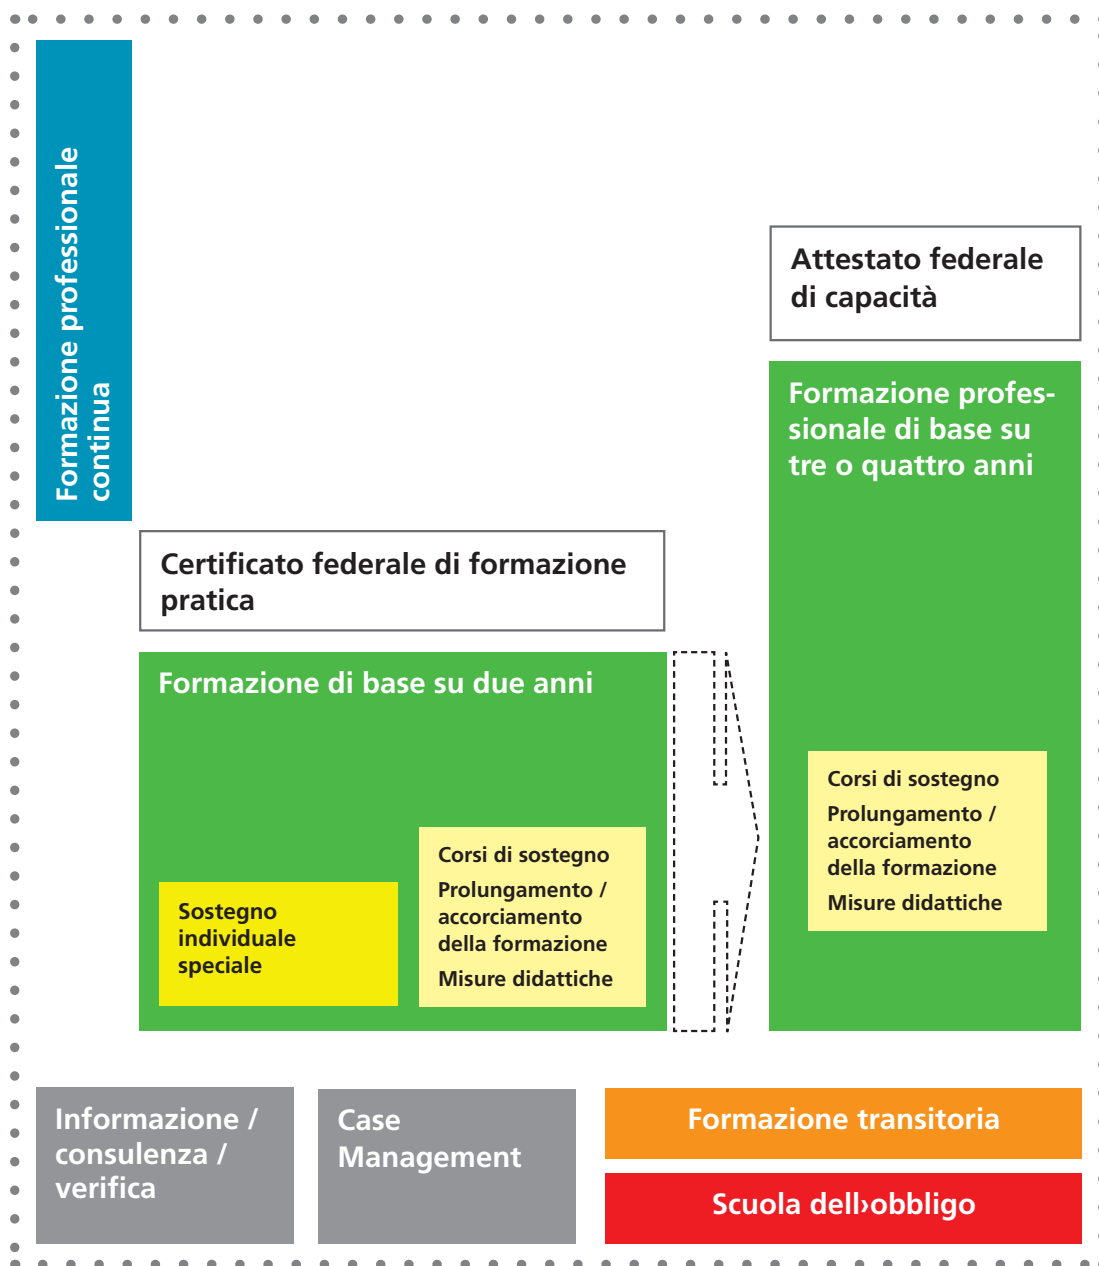 Formazione professionale
continua
Attestato federale
di capacità
Formazione profes-
sionale di base su
tre o quattro anni
Certificato federale di formazione
pratica
Formazione di base su due anni
Corsi di sostegno
Prolungamento /
accorciamento
della formazione
Misure didattiche
Sostegno
individuale
speciale
Corsi di sostegno
Prolungamento /
accorciamento
della formazione
Misure didattiche
Informazione /
consulenza /
verifica
Case
Management
Formazione transitoria
Scuola dell›obbligo